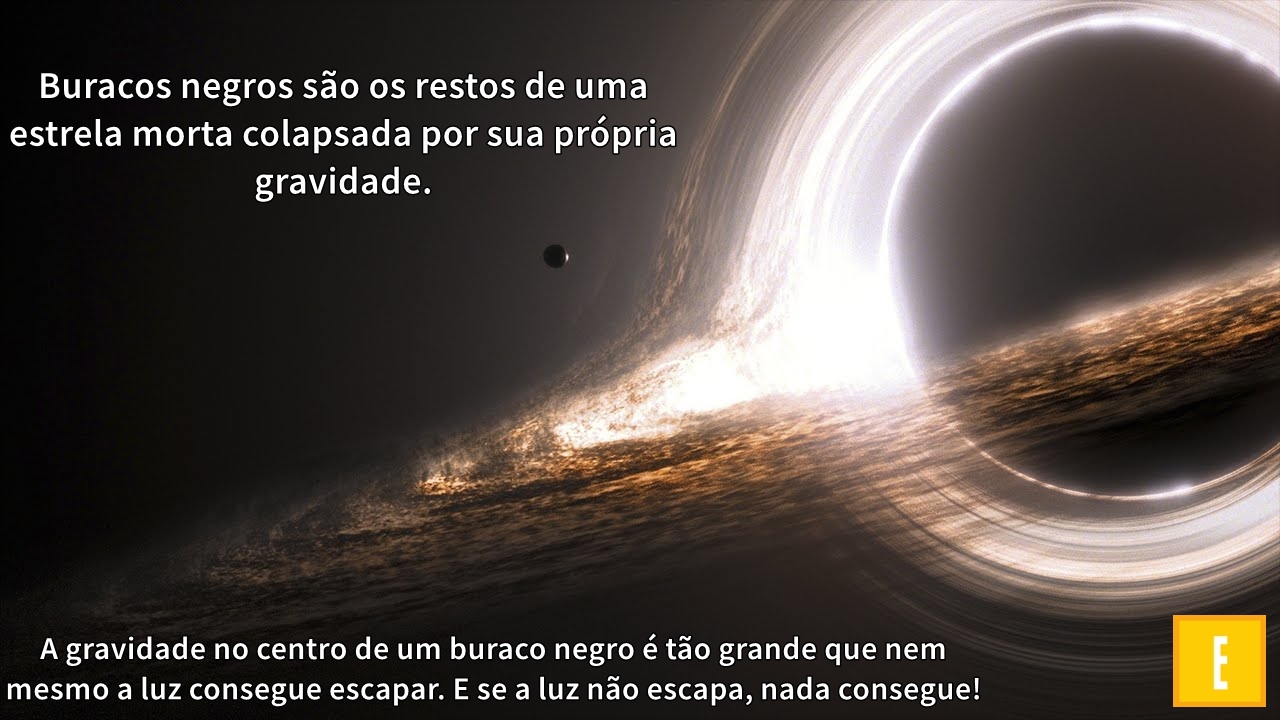 Buracos negros são os restos de uma
estrela morta colapsada por sua própria
gravidade.
A gravidade no centro de um buraco negro é tão grande que nem
mesmo a luz consegue escapar. E se a luz não escapa, nada consegue!
E